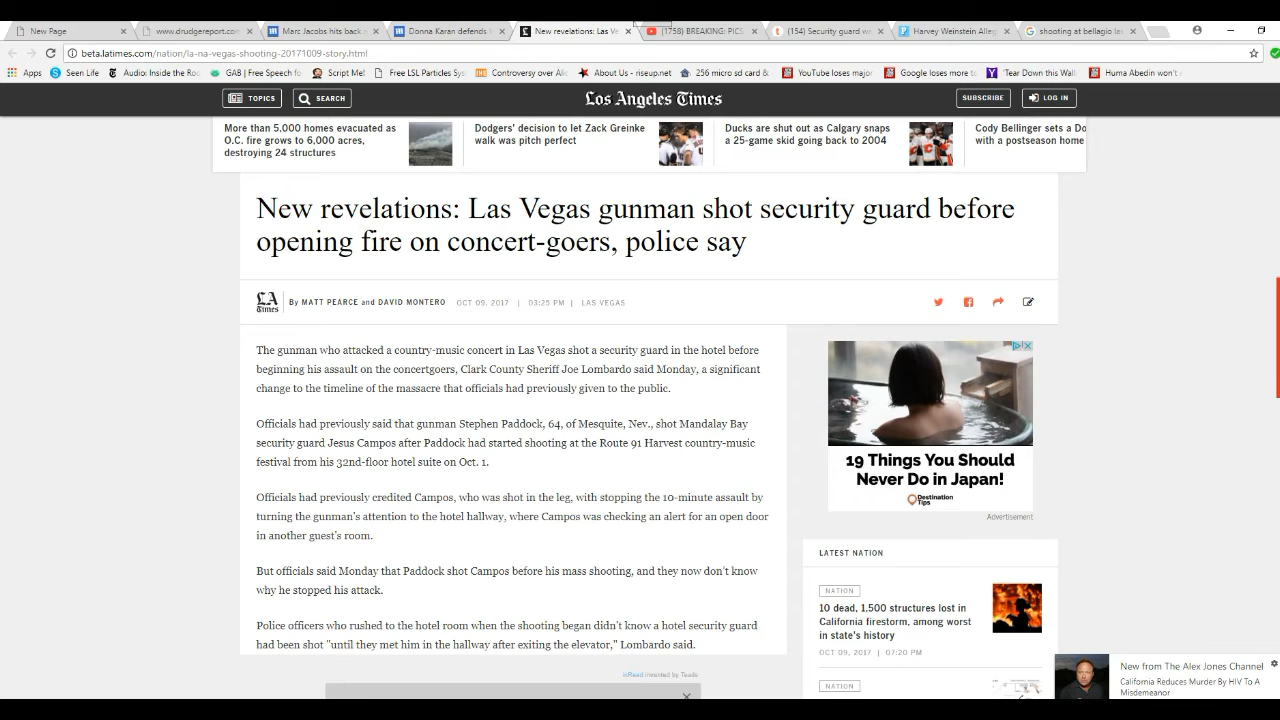 New Page
www.drudgereport.com
Marc Jacobs hits back
Donna Karan defends
New revelations: Las Ve
(1758) BREAKING: PICS
(154) Security guard w
Harvey Weinstein Alleg
shooting at bellagio las
beta.latimes.com/nation/la-na-vegas-shooting-20171009-story.html
Apps
Seen Life
Audio: Inside the Roo
GAB | Free Speech fo
Script Me!
Free LSL Particles Sys
Controversy over Ali
About Us - riseup.net
256 micro sd card &
YouTube loses major
Google loses more to
'Tear Down this Wall
Huma Abedin won't
TOPICS
SEARCH
Los Angeles Times
SUBSCRIBE
LOG IN
More than 5,000 homes evacuated as
O.C. fire grows to 6,000 acres,
destroying 24 structures
Dodgers' decision to let Zack Greinke
walk was pitch perfect
Ducks are shut out as Calgary snaps
a 25-game skid going back to 2004
Cody Bellinger sets a Do
with a postseason home
New revelations: Las Vegas gunman shot security guard before
opening fire on concert-goers, police say
LA Times
By MATT PEARCE and DAVID MONTERO
OCT 09, 2017 | 03:25 PM | LAS VEGAS
The gunman who attacked a country-music concert in Las Vegas shot a security guard in the hotel before
beginning his assault on the concertgoers, Clark County Sheriff Joe Lombardo said Monday, a significant
change to the timeline of the massacre that officials had previously given to the public.
Officials had previously said that gunman Stephen Paddock, 64, of Mesquite, Nev., shot Mandalay Bay
security guard Jesus Campos after Paddock had started shooting at the Route 91 Harvest country-music
festival from his 32nd-floor hotel suite on Oct. 1.
Officials had previously credited Campos, who was shot in the leg, with stopping the 10-minute assault by
turning the gunman's attention to the hotel hallway, where Campos was checking an alert for an open door
in another guest's room.
But officials said Monday that Paddock shot Campos before his mass shooting, and they now don't know
why he stopped his attack.
Police officers who rushed to the hotel room when the shooting began didn't know a hotel security guard
had been shot "until they met him in the hallway after exiting the elevator," Lombardo said.
inRead invented by Teads
19 Things You Should
Never Do in Japan!
Destination
Tips
Advertisement
LATEST NATION
NATION
10 dead, 1,500 structures lost in
California firestorm, among worst
in state's history
OCT 09, 2017 | 07:20 PM
NATION
New from The Alex Jones Channel
California Reduces Murder By HIV To A
Misdemeanor